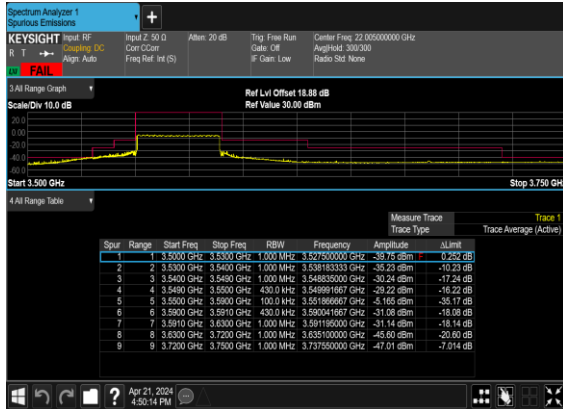 Spectrum Analyzer 1
Spurious Emissions
+
KEYSIGHT Input: RF Input Z: 50 Ω Atten: 20 dB Trig: Free Run Center Freq: 22.005000000 GHz
R T Coupling: DC Corr CCorr Gate: Off Avg|Hold: 300/300
Align: Auto Freq Ref: Int (S) IF Gain: Low Radio Std: None
LU FAIL
3 All Range Graph
Ref Lvl Offset 18.88 dB
Scale/Div 10.0 dB Ref Value 30.00 dBm
20.0
0.00
-20.0
-40.0
-60.0
Start 3.500 GHz Stop 3.750 GH
4 All Range Table
Measure Trace Trace 1
Trace Type Trace Average (Active)
Spur Range Start Freq Stop Freq RBW Frequency Amplitude ΔLimit
1 1 3.5000 GHz 3.5300 GHz 1.000 MHz 3.527500000 GHz -39.75 dBm F 0.252 dB
2 2 3.5300 GHz 3.5400 GHz 1.000 MHz 3.538183333 GHz -35.23 dBm -10.23 dB
3 3 3.5400 GHz 3.5490 GHz 1.000 MHz 3.548835000 GHz -30.24 dBm -17.24 dB
4 4 3.5490 GHz 3.5500 GHz 430.0 kHz 3.549991667 GHz -29.22 dBm -16.22 dB
5 5 3.5500 GHz 3.5900 GHz 100.0 kHz 3.551866667 GHz -5.165 dBm -35.17 dB
6 6 3.5900 GHz 3.5910 GHz 430.0 kHz 3.590041667 GHz -31.08 dBm -18.08 dB
7 7 3.5910 GHz 3.6300 GHz 1.000 MHz 3.591195000 GHz -31.14 dBm -18.14 dB
8 8 3.6300 GHz 3.7200 GHz 1.000 MHz 3.635100000 GHz -45.60 dBm -20.60 dB
9 9 3.7200 GHz 3.7500 GHz 1.000 MHz 3.737550000 GHz -47.01 dBm -7.014 dB
? Apr 21, 2024
4:50:14 PM